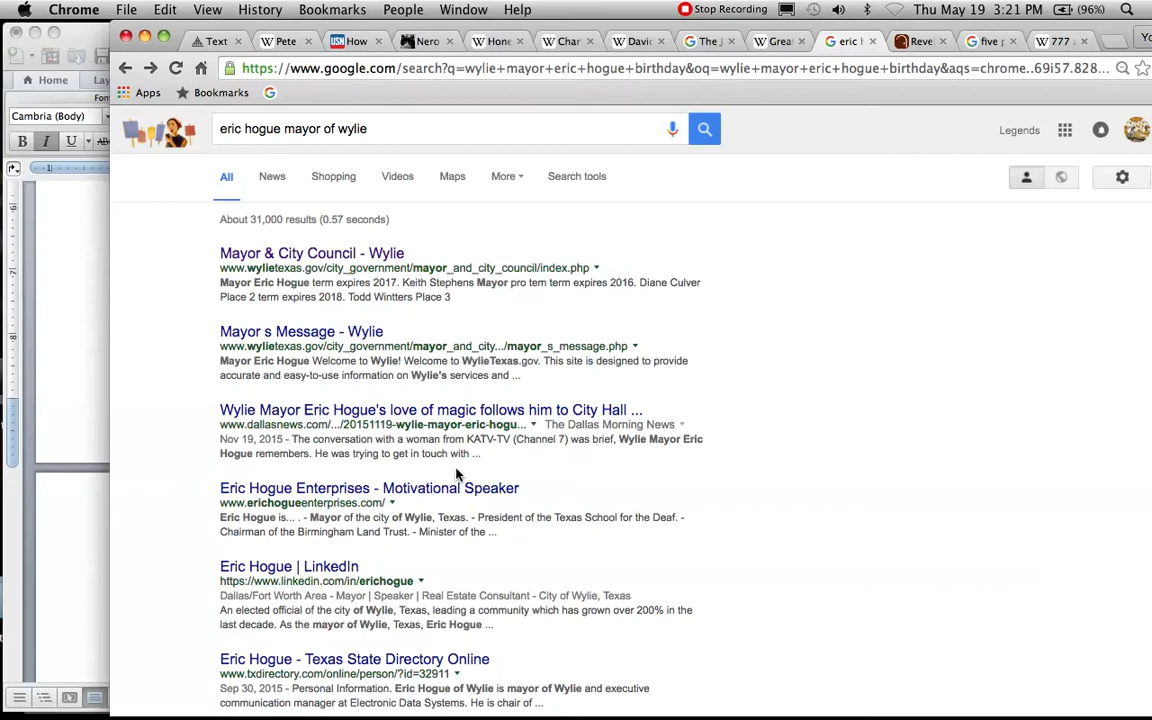 Chrome File Edit View History Bookmarks People Window Help Stop Recording Thu May 19 3:21 PM (96%)
Text Pete How Nero Hone Char Davi The J Grea eric h Revel five p 777 Yo
https://www.google.com/search?q=wylie+mayor+eric+hogue+birthday&oq=wylie+mayor+eric+hogue+birthday&aqs=chrome..69i57.828...
Home Lay
Apps Bookmarks
Fon
Cambria (Body)
B I U ABC
eric hogue mayor of wylie
Legends
All News Shopping Videos Maps More Search tools
About 31,000 results (0.57 seconds)
Mayor & City Council - Wylie
www.wylietexas.gov/city_government/mayor_and_city_council/index.php
Mayor Eric Hogue term expires 2017. Keith Stephens Mayor pro tem term expires 2016. Diane Culver
Place 2 term expires 2018. Todd Wintters Place 3
Mayor s Message - Wylie
www.wylietexas.gov/city_government/mayor_and_city.../mayor_s_message.php
Mayor Eric Hogue Welcome to Wylie! Welcome to WylieTexas.gov. This site is designed to provide
accurate and easy-to-use information on Wylie's services and ...
Wylie Mayor Eric Hogue's love of magic follows him to City Hall ...
www.dallasnews.com/.../20151119-wylie-mayor-eric-hogu... The Dallas Morning News
Nov 19, 2015 - The conversation with a woman from KATV-TV (Channel 7) was brief, Wylie Mayor Eric
Hogue remembers. He was trying to get in touch with ...
Eric Hogue Enterprises - Motivational Speaker
www.erichogueenterprises.com/
Eric Hogue is... . - Mayor of the city of Wylie, Texas. - President of the Texas School for the Deaf. -
Chairman of the Birmingham Land Trust. - Minister of the ...
Eric Hogue | LinkedIn
https://www.linkedin.com/in/erichogue
Dallas/Fort Worth Area - Mayor | Speaker | Real Estate Consultant - City of Wylie, Texas
An elected official of the city of Wylie, Texas, leading a community which has grown over 200% in the
last decade. As the mayor of Wylie, Texas, Eric Hogue ...
Eric Hogue - Texas State Directory Online
www.txdirectory.com/online/person/?id=32911
Sep 30, 2015 - Personal Information. Eric Hogue of Wylie is mayor of Wylie and executive
communication manager at Electronic Data Systems. He is chair of ...